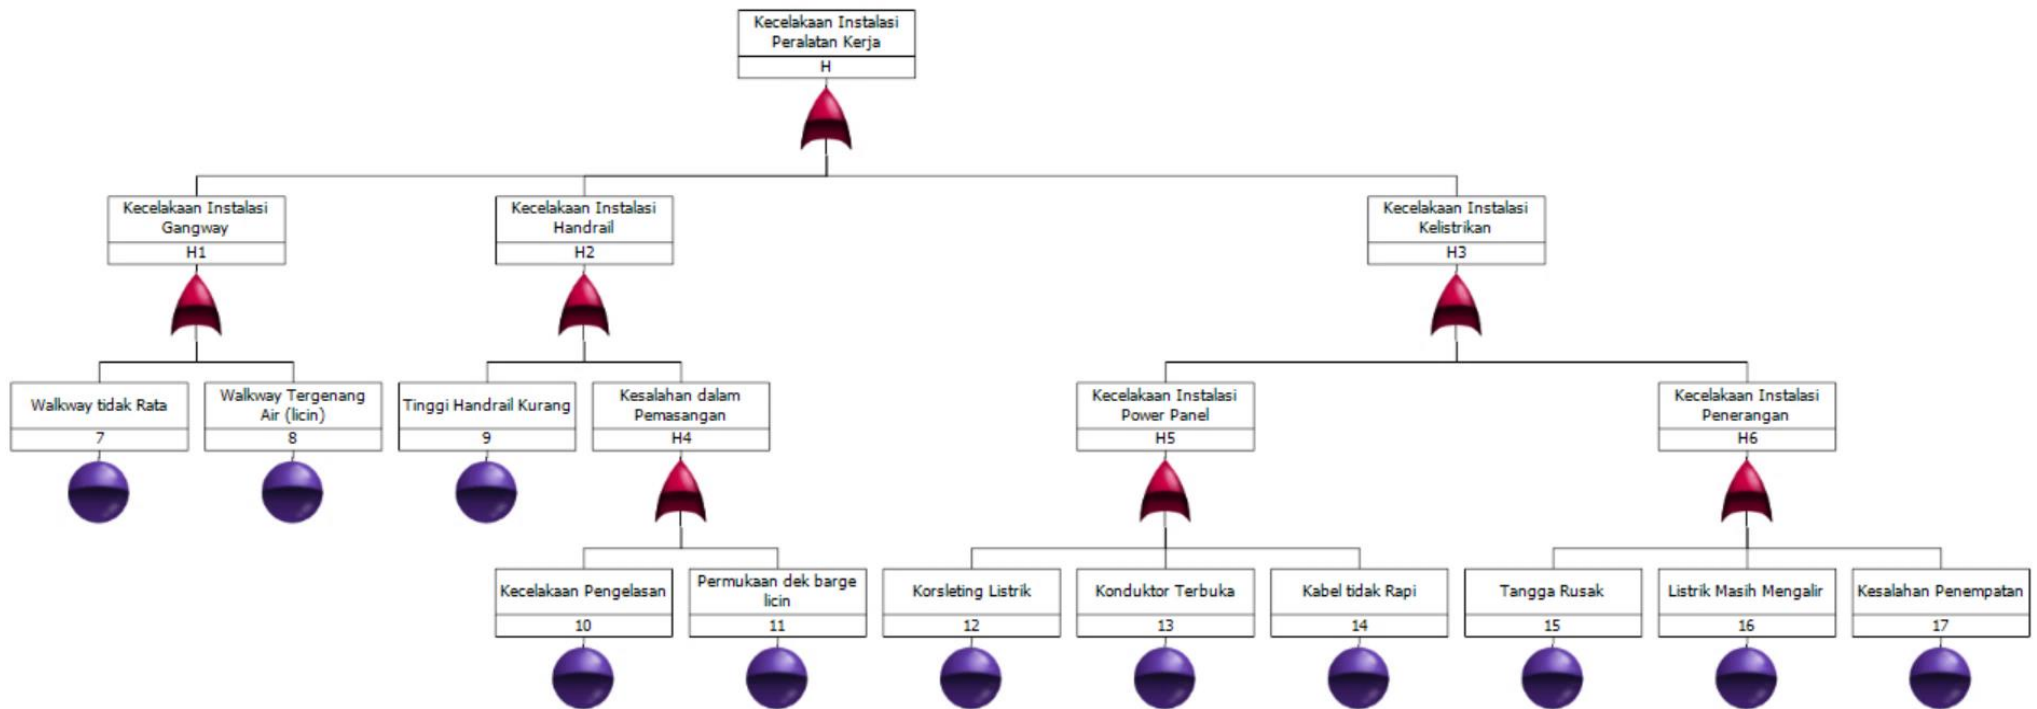 Kecelakaan Instalasi
Peralatan Kerja
H
Kecelakaan Instalasi
Gangway
H1
Kecelakaan Instalasi
Handrail
H2
Kecelakaan Instalasi
Kelistrikan
H3
Walkway tidak Rata
7
Walkway Tergenang
Air (licin)
8
Tinggi Handrail Kurang
9
Kesalahan dalam
Pemasangan
H4
Kecelakaan Instalasi
Power Panel
H5
Kecelakaan Instalasi
Penerangan
H6
Kecelakaan Pengelasan
10
Permukaan dek barge
licin
11
Korsleting Listrik
12
Konduktor Terbuka
13
Kabel tidak Rapi
14
Tangga Rusak
15
Listrik Masih Mengalir
16
Kesalahan Penempatan
17